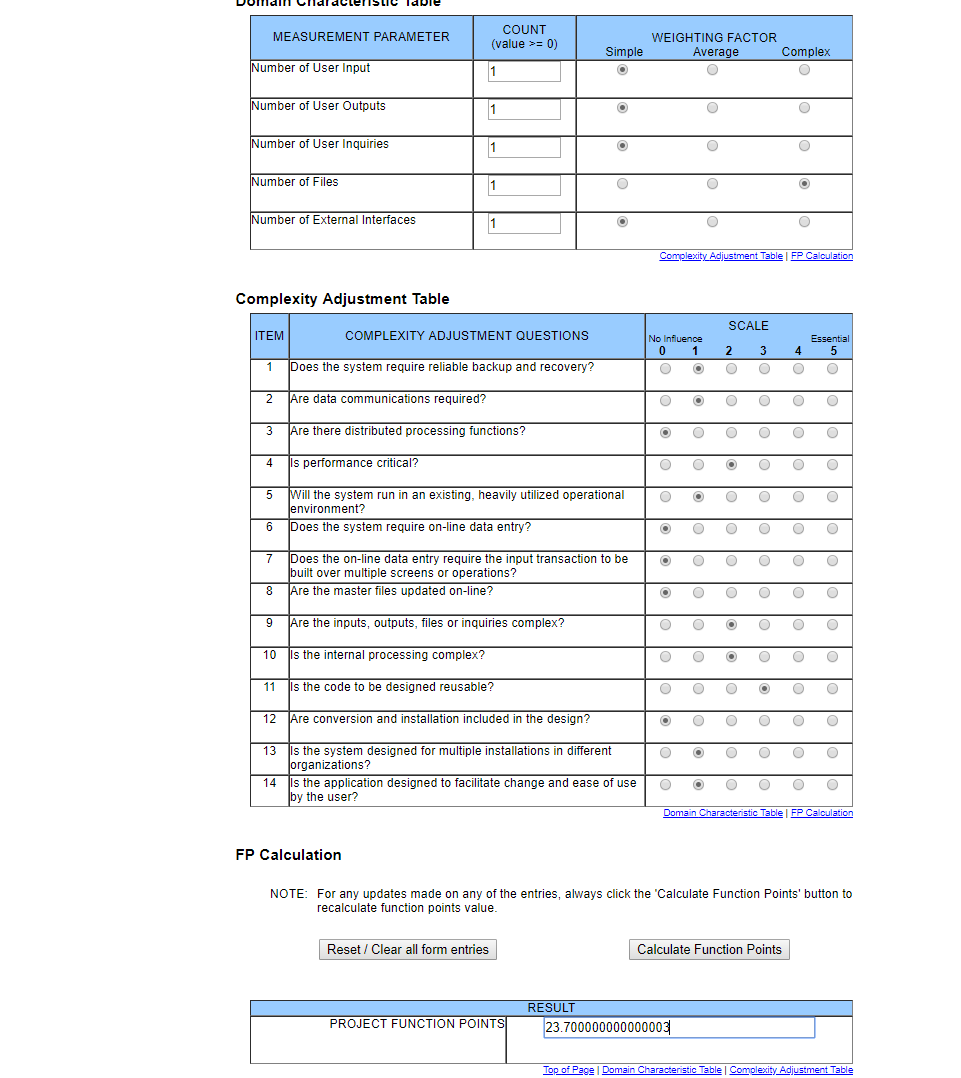 Domain Characteristic Table
MEASUREMENT PARAMETER
COUNT
(value >= 0)
WEIGHTING FACTOR
Simple Average Complex
Number of User Input 1
Number of User Outputs 1
Number of User Inquiries 1
Number of Files 1
Number of External Interfaces 1
Complexity Adjustment Table | FP Calculation
Complexity Adjustment Table
ITEM COMPLEXITY ADJUSTMENT QUESTIONS
SCALE
No Influence Essential
0 1 2 3 4 5
1 Does the system require reliable backup and recovery?
2 Are data communications required?
3 Are there distributed processing functions?
4 Is performance critical?
5 Will the system run in an existing, heavily utilized operational
environment?
6 Does the system require on-line data entry?
7 Does the on-line data entry require the input transaction to be
built over multiple screens or operations?
8 Are the master files updated on-line?
9 Are the inputs, outputs, files or inquiries complex?
10 Is the internal processing complex?
11 Is the code to be designed reusable?
12 Are conversion and installation included in the design?
13 Is the system designed for multiple installations in different
organizations?
14 Is the application designed to facilitate change and ease of use
by the user?
Domain Characteristic Table | FP Calculation
FP Calculation
NOTE: For any updates made on any of the entries, always click the 'Calculate Function Points' button to
recalculate function points value.
Reset / Clear all form entries Calculate Function Points
RESULT
PROJECT FUNCTION POINTS 23.700000000000003
Top of Page | Domain Characteristic Table | Complexity Adjustment Table